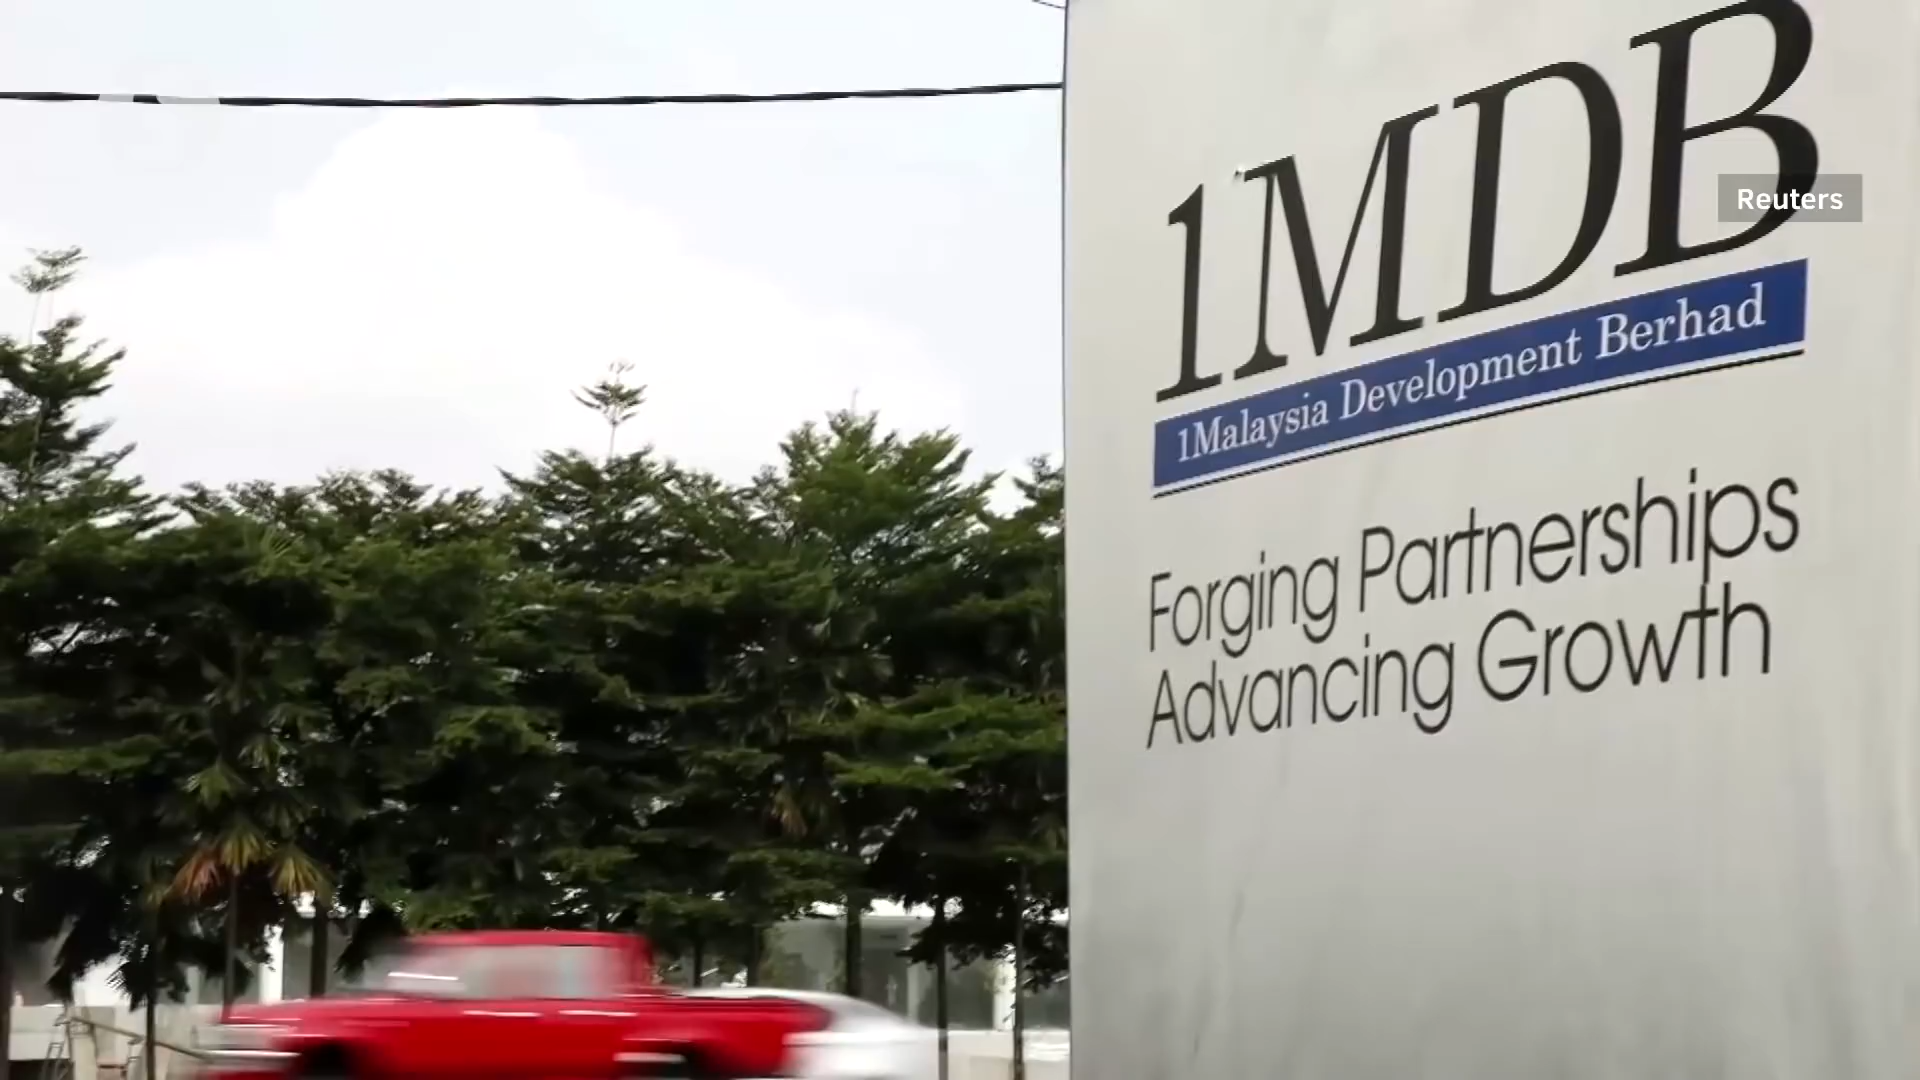 1MDB
Reuters
1Malaysia Development Berhad
Forging Partnerships
Advancing Growth